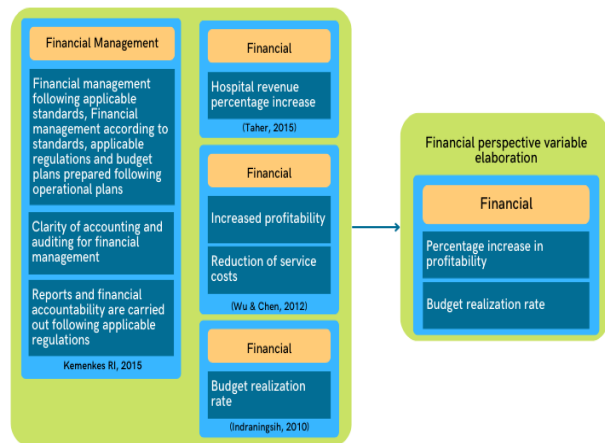 Financial Management
Financial management
following applicable
standards, Financial
management according to
standards, applicable
regulations and budget
plans prepared following
operational plans
Clarity of accounting and
auditing for financial
management
Reports and financial
accountability are carried
out following applicable
regulations
Kemenkes RI, 2015
Financial
Hospital revenue
percentage increase
(Taher, 2015)
Financial
Increased profitability
Reduction of service
costs
(Wu & Chen, 2012)
Financial
Budget realization
rate
(Indraningsih, 2010)
Financial perspective variable
elaboration
Financial
Percentage increase in
profitability
Budget realization rate